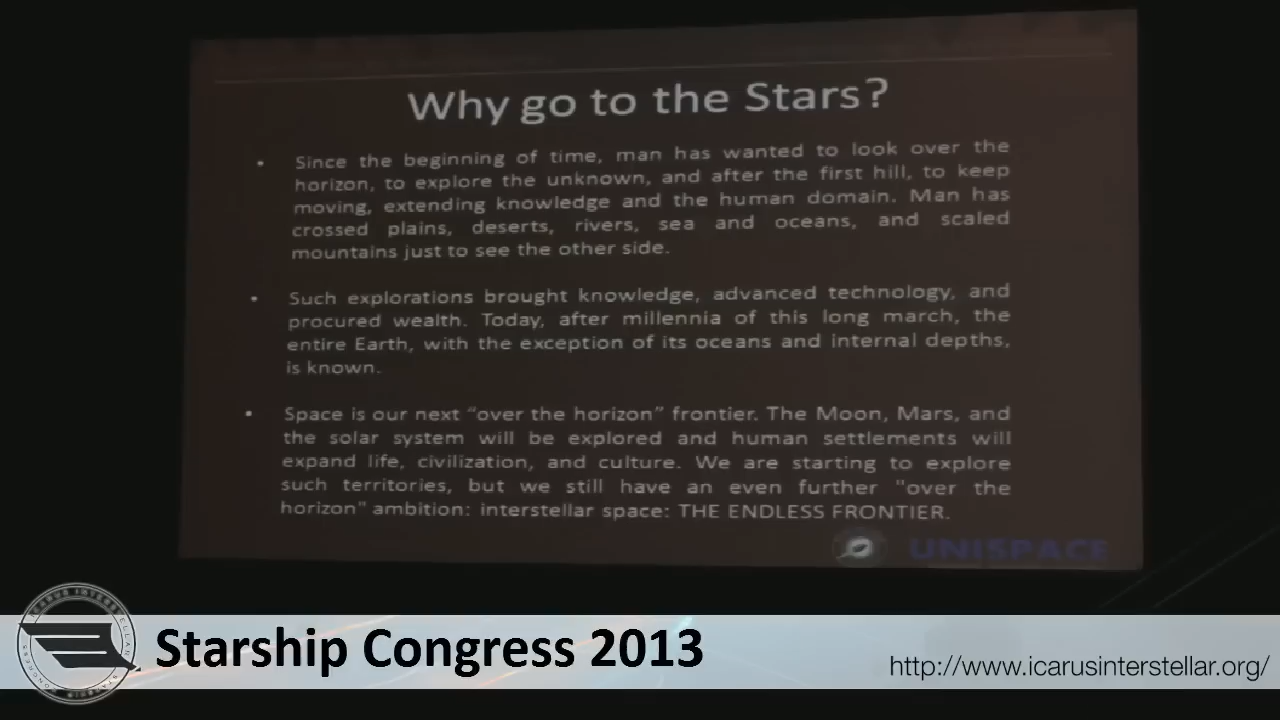 Why go to the Stars?
• Since the beginning of time, man has wanted to look over the
horizon, to explore the unknown, and after the first hill, to keep
moving, extending knowledge and the human domain. Man has
crossed plains, deserts, rivers, sea and oceans, and scaled
mountains just to see the other side.
• Such explorations brought knowledge, advanced technology, and
procured wealth. Today, after millennia of this long march, the
entire Earth, with the exception of its oceans and internal depths,
is known.
• Space is our next “over the horizon” frontier. The Moon, Mars, and
the solar system will be explored and human settlements will
expand life, civilization, and culture. We are starting to explore
such territories, but we still have an even further "over the
horizon" ambition: interstellar space: THE ENDLESS FRONTIER.
UNISPACE
ICARUS INTERSTELLAR
STARSHIP CONGRESS
Starship Congress 2013
http://www.icarusinterstellar.org/